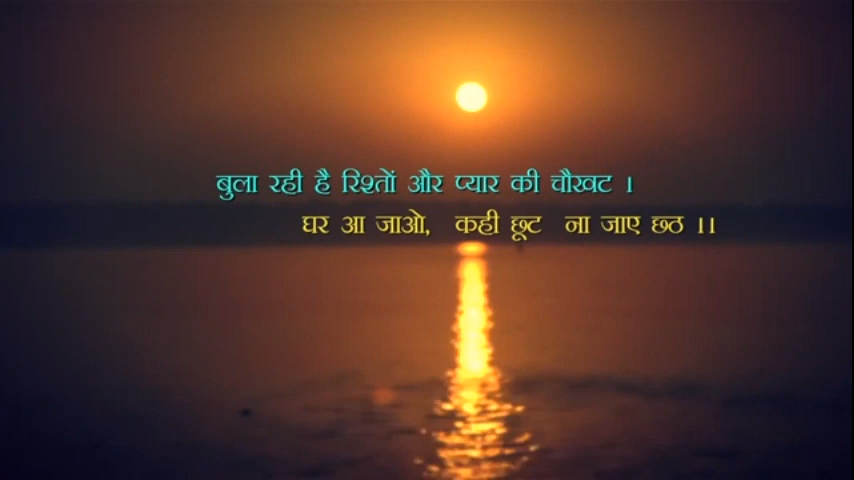 बुला रही है रिश्तों और प्यार की चौखट ।
घर आ जाओ, कही छूट ना जाए छठ ।।